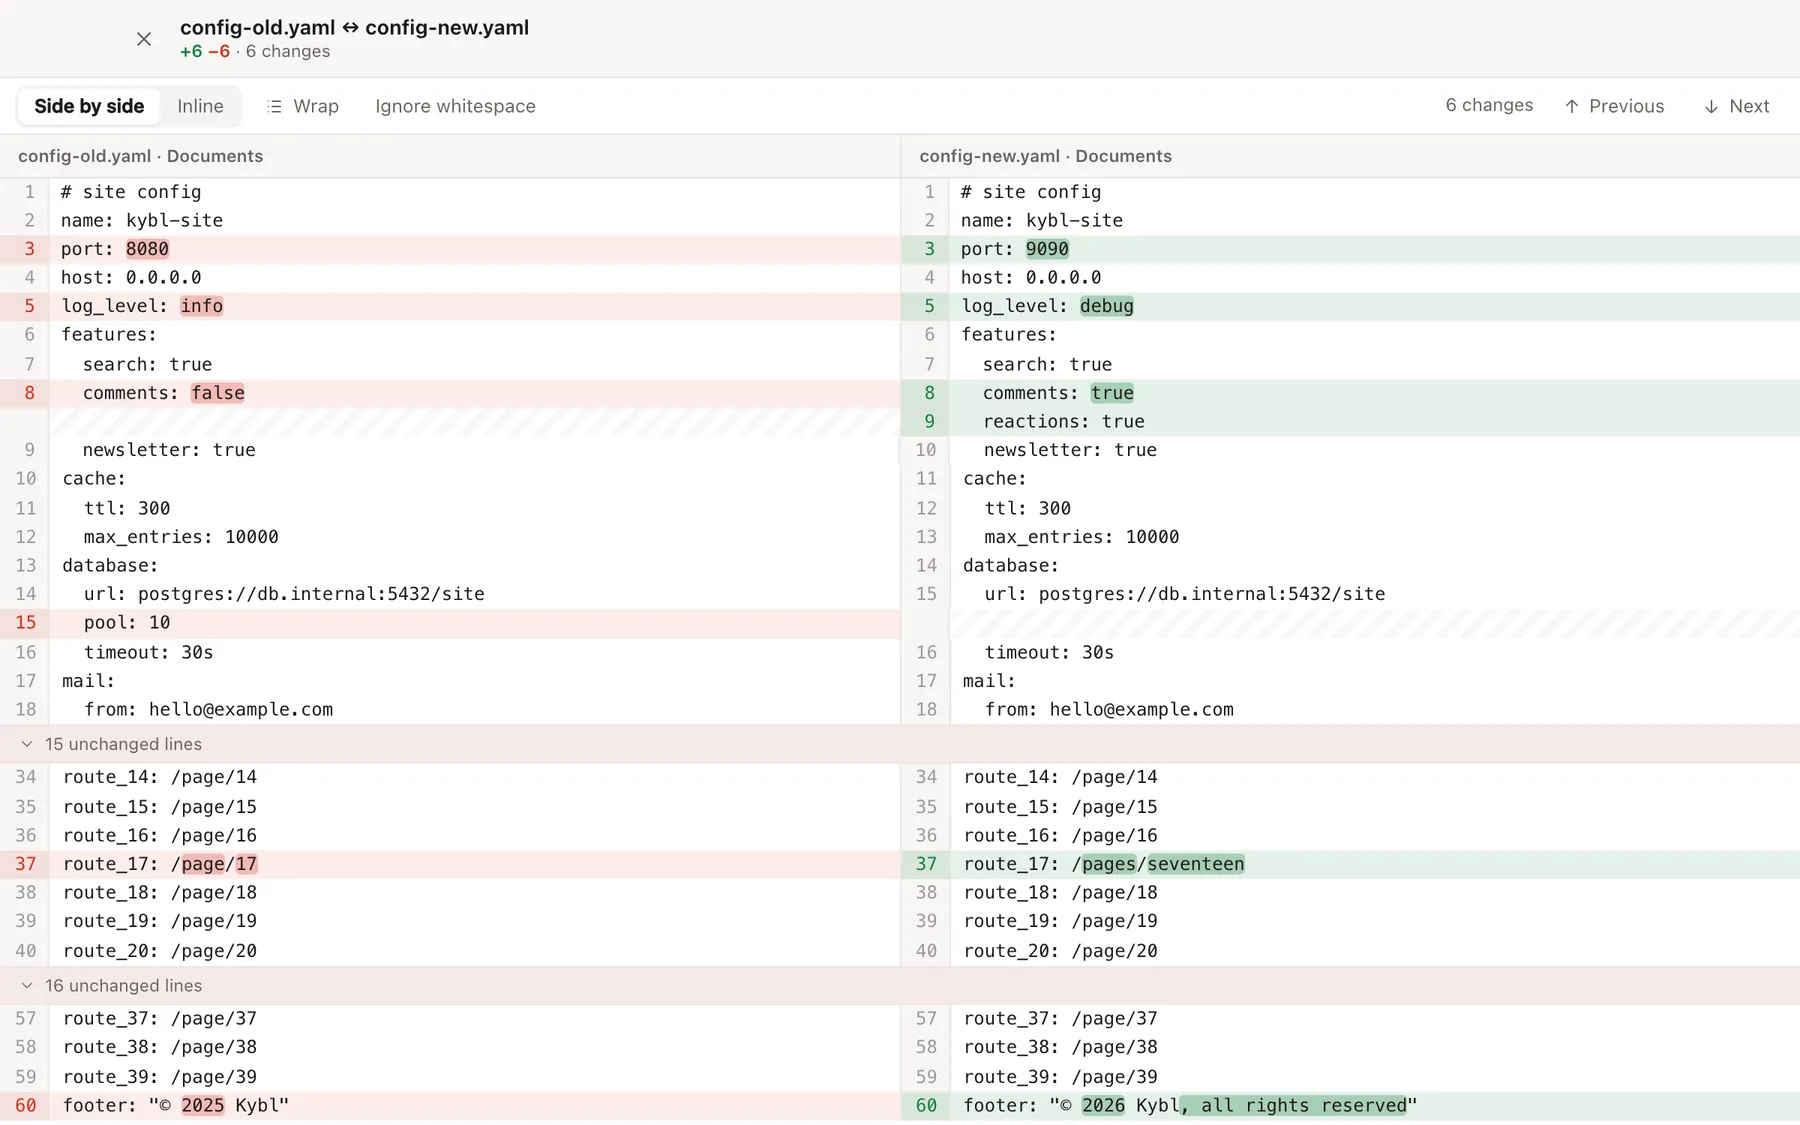 config-old.yaml ↔ config-new.yaml
+6 −6 · 6 changes
Side by side Inline Wrap Ignore whitespace 6 changes ↑ Previous ↓ Next
config-old.yaml · Documents
1 # site config
2 name: kybl-site
3 port: 8080
4 host: 0.0.0.0
5 log_level: info
6 features:
7   search: true
8   comments: false
9   newsletter: true
10 cache:
11   ttl: 300
12   max_entries: 10000
13 database:
14   url: postgres://db.internal:5432/site
15   pool: 10
16   timeout: 30s
17 mail:
18   from: hello@example.com
15 unchanged lines
34 route_14: /page/14
35 route_15: /page/15
36 route_16: /page/16
37 route_17: /page/17
38 route_18: /page/18
39 route_19: /page/19
40 route_20: /page/20
16 unchanged lines
57 route_37: /page/37
58 route_38: /page/38
59 route_39: /page/39
60 footer: "© 2025 Kybl"
config-new.yaml · Documents
1 # site config
2 name: kybl-site
3 port: 9090
4 host: 0.0.0.0
5 log_level: debug
6 features:
7   search: true
8   comments: true
9   reactions: true
10   newsletter: true
11 cache:
12   ttl: 300
13   max_entries: 10000
14 database:
15   url: postgres://db.internal:5432/site
16   timeout: 30s
17 mail:
18   from: hello@example.com
34 route_14: /page/14
35 route_15: /page/15
36 route_16: /page/16
37 route_17: /pages/seventeen
38 route_18: /page/18
39 route_19: /page/19
40 route_20: /page/20
57 route_37: /page/37
58 route_38: /page/38
59 route_39: /page/39
60 footer: "© 2026 Kybl, all rights reserved"